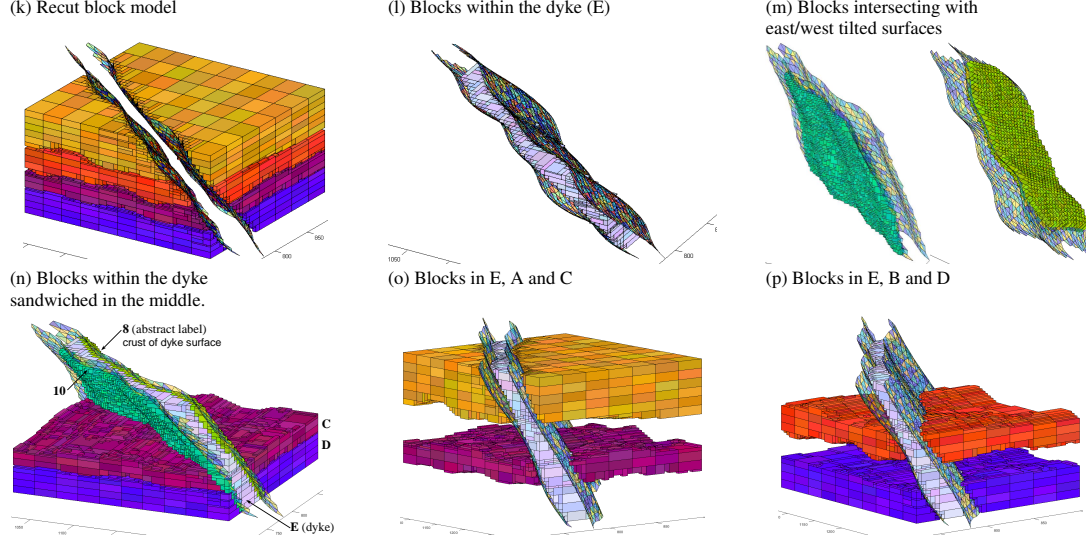 (k) Recut block model
(l) Blocks within the dyke (E)
(m) Blocks intersecting with
east/west tilted surfaces
850
800
1050
800
(n) Blocks within the dyke
sandwiched in the middle.
(o) Blocks in E, A and C
(p) Blocks in E, B and D
8 (abstract label)
crust of dyke surface
10
C
D
E (dyke)